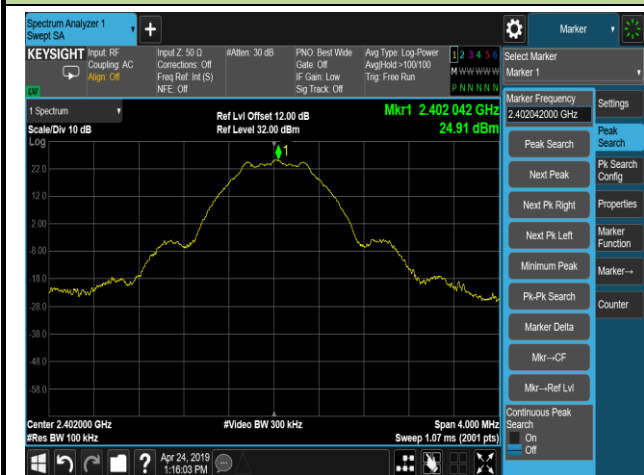 Spectrum Analyzer 1
Swept SA
+
Marker
KEYSIGHT
Input: RF
Coupling: AC
Align: Off
Input Z: 50 Ω
Corrections: Off
Freq Ref: Int (S)
NFE: Off
#Atten: 30 dB
PNO: Best Wide
Gate: Off
IF Gain: Low
Sig Track: Off
Avg Type: Log-Power
Avg|Hold:>100/100
Trig: Free Run
1 2 3 4 5 6
M W W W W W
P N N N N N
LXI
Select Marker
Marker 1
1 Spectrum
Scale/Div 10 dB
Ref Lvl Offset 12.00 dB
Ref Level 32.00 dBm
Mkr1 2.402 042 GHz
24.91 dBm
Log
22.0
12.0
2.00
-8.00
-18.0
-28.0
-38.0
-48.0
-58.0
1
Center 2.402000 GHz
#Res BW 100 kHz
#Video BW 300 kHz
Span 4.000 MHz
Sweep 1.07 ms (2001 pts)
Marker Frequency
2.402042000 GHz
Peak Search
Next Peak
Next Pk Right
Next Pk Left
Minimum Peak
Pk-Pk Search
Marker Delta
Mkr→CF
Mkr→Ref Lvl
Continuous Peak
Search
On
Off
Settings
Peak
Search
Pk Search
Config
Properties
Marker
Function
Marker→
Counter
?
Apr 24, 2019
1:16:03 PM